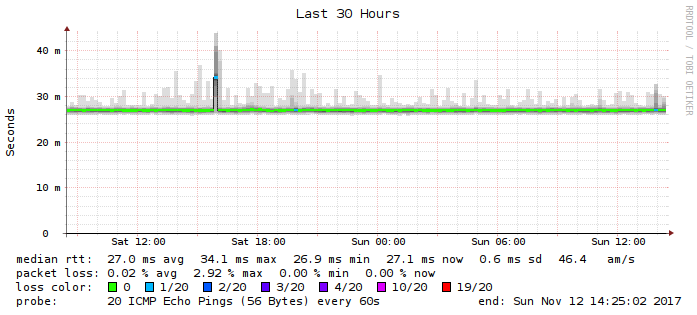 Last 30 Hours
RRDTOOL / TOBI OETIKER
Seconds
40 m
30 m
20 m
10 m
0
Sat 12:00 Sat 18:00 Sun 00:00 Sun 06:00 Sun 12:00
median rtt: 27.0 ms avg 34.1 ms max 26.9 ms min 27.1 ms now 0.6 ms sd 46.4 am/s
packet loss: 0.02 % avg 2.92 % max 0.00 % min 0.00 % now
loss color: 0 1/20 2/20 3/20 4/20 10/20 19/20
probe: 20 ICMP Echo Pings (56 Bytes) every 60s end: Sun Nov 12 14:25:02 2017